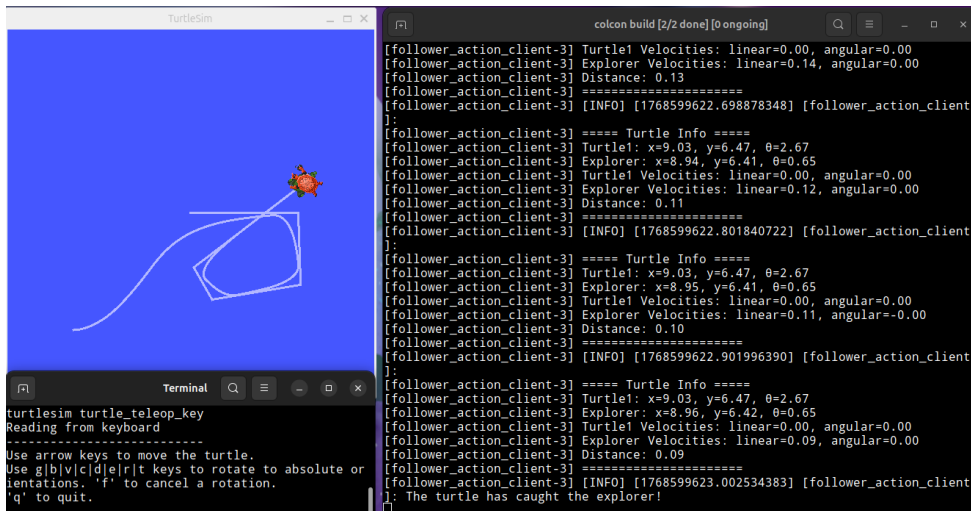 TurtleSim
colcon build [2/2 done] [0 ongoing]
[follower_action_client-3] Turtle1 Velocities: linear=0.00, angular=0.00
[follower_action_client-3] Explorer Velocities: linear=0.14, angular=0.00
[follower_action_client-3] Distance: 0.13
[follower_action_client-3] ======================
[follower_action_client-3] [INFO] [1768599622.698878348] [follower_action_client
]:
[follower_action_client-3] ===== Turtle Info =====
[follower_action_client-3] Turtle1: x=9.03, y=6.47, θ=2.67
[follower_action_client-3] Explorer: x=8.94, y=6.41, θ=0.65
[follower_action_client-3] Turtle1 Velocities: linear=0.00, angular=0.00
[follower_action_client-3] Explorer Velocities: linear=0.12, angular=0.00
[follower_action_client-3] Distance: 0.11
[follower_action_client-3] ======================
[follower_action_client-3] [INFO] [1768599622.801840722] [follower_action_client
]:
[follower_action_client-3] ===== Turtle Info =====
[follower_action_client-3] Turtle1: x=9.03, y=6.47, θ=2.67
[follower_action_client-3] Explorer: x=8.95, y=6.41, θ=0.65
[follower_action_client-3] Turtle1 Velocities: linear=0.00, angular=0.00
[follower_action_client-3] Explorer Velocities: linear=0.11, angular=-0.00
[follower_action_client-3] Distance: 0.10
[follower_action_client-3] ======================
[follower_action_client-3] [INFO] [1768599622.901996390] [follower_action_client
]:
[follower_action_client-3] ===== Turtle Info =====
[follower_action_client-3] Turtle1: x=9.03, y=6.47, θ=2.67
[follower_action_client-3] Explorer: x=8.96, y=6.42, θ=0.65
[follower_action_client-3] Turtle1 Velocities: linear=0.00, angular=0.00
[follower_action_client-3] Explorer Velocities: linear=0.09, angular=0.00
[follower_action_client-3] Distance: 0.09
[follower_action_client-3] ======================
[follower_action_client-3] [INFO] [1768599623.002534383] [follower_action_client
]: The turtle has caught the explorer!
Terminal
turtlesim turtle_teleop_key
Reading from keyboard
---------------------------
Use arrow keys to move the turtle.
Use g|b|v|c|d|e|r|t keys to rotate to absolute or
ientations. 'f' to cancel a rotation.
'q' to quit.